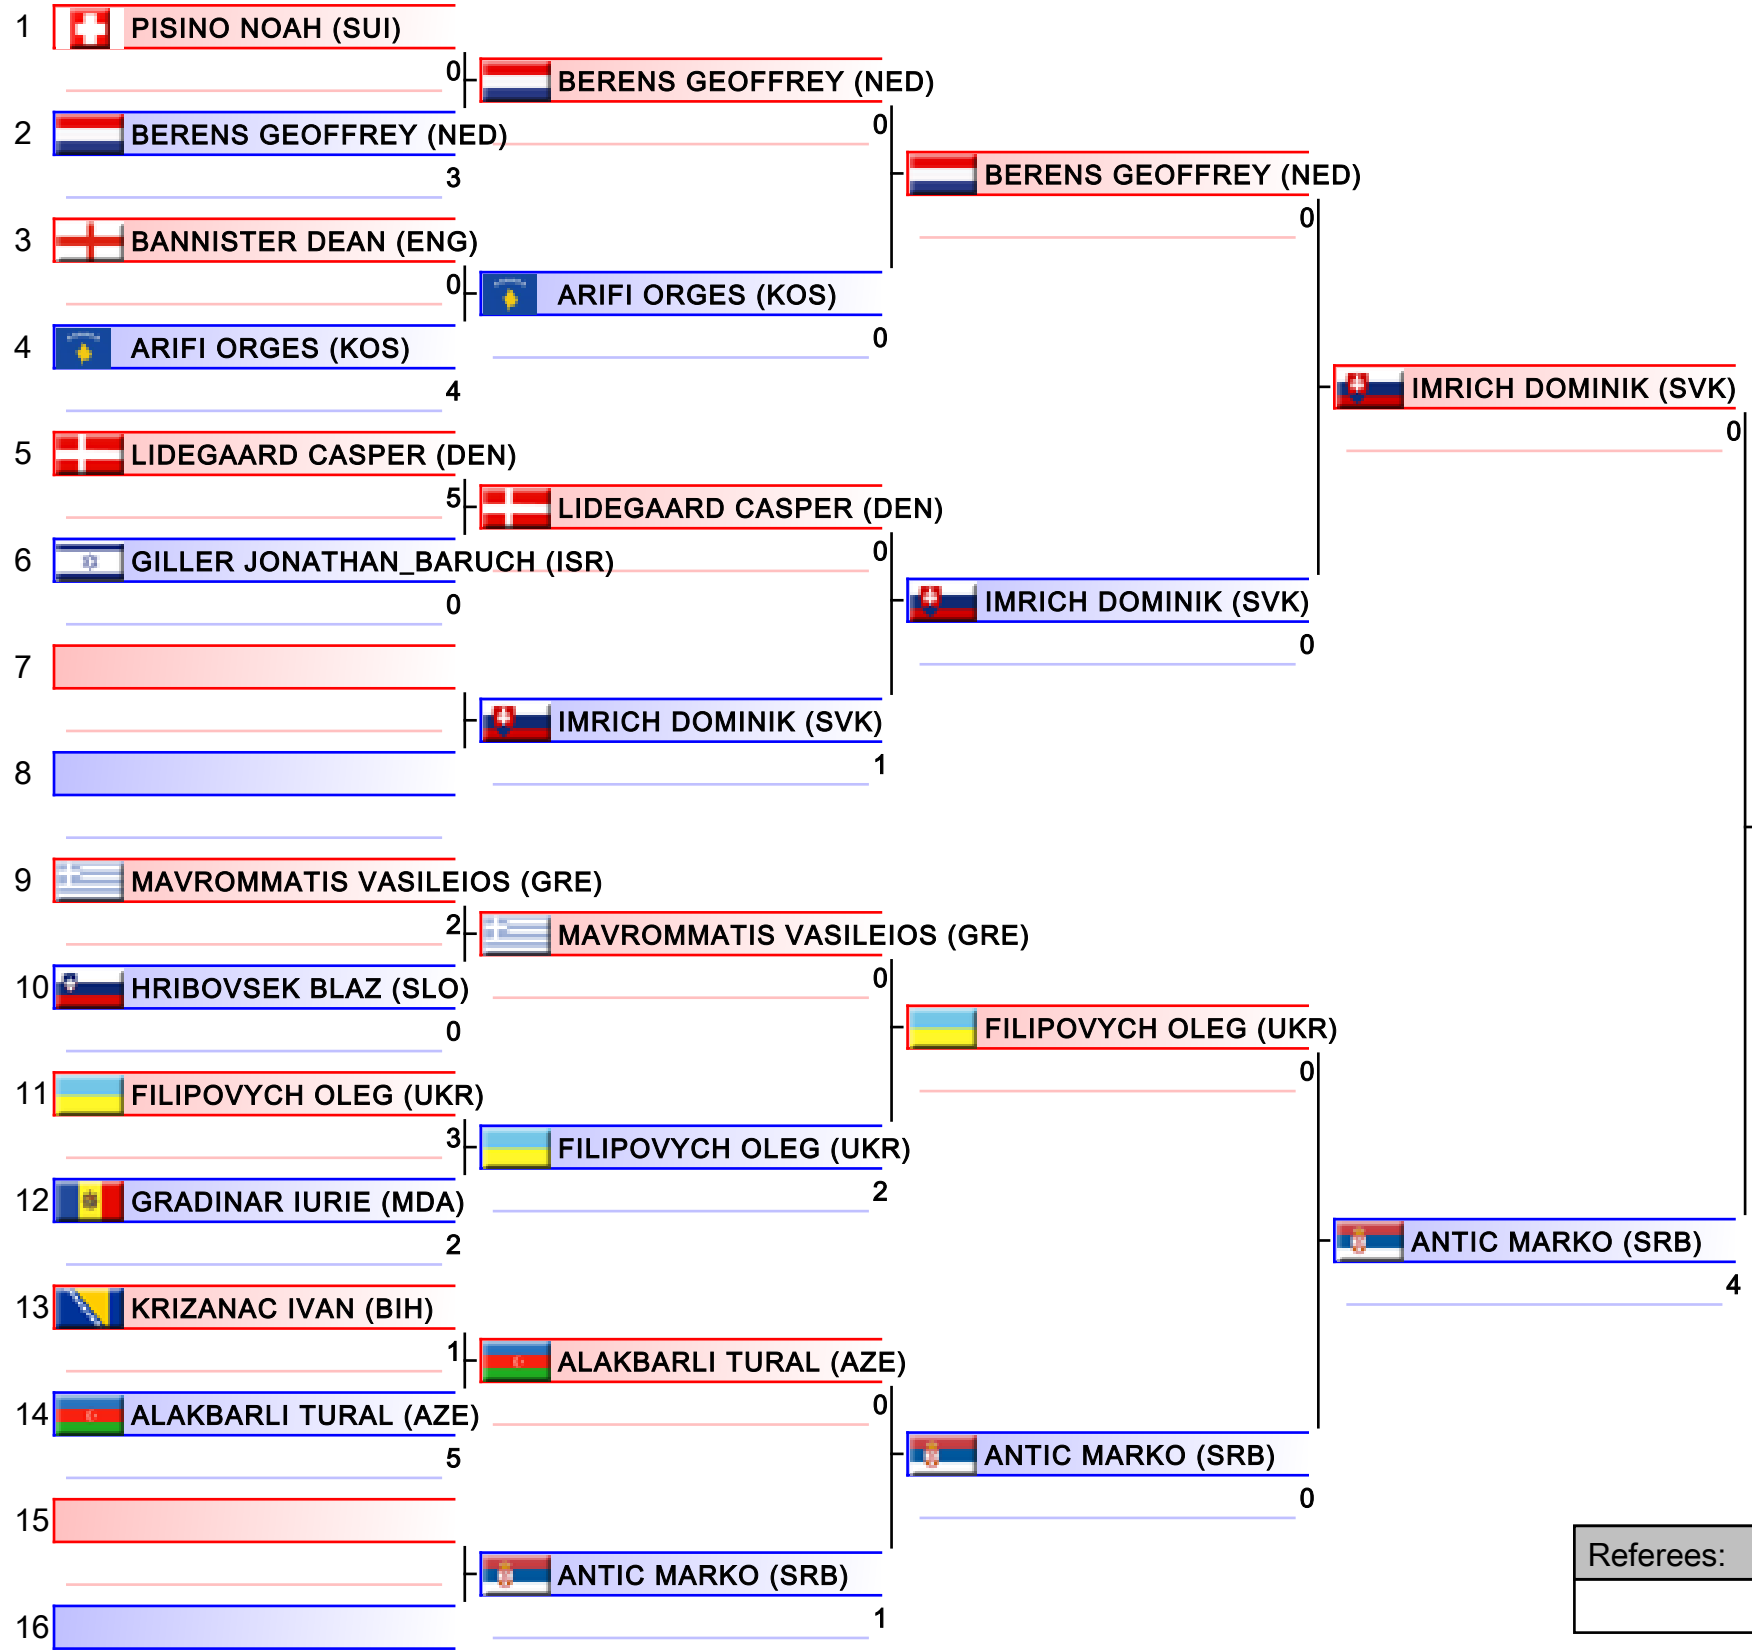 1 PISINO NOAH (SUI)
0
BERENS GEOFFREY (NED)
0
2 BERENS GEOFFREY (NED)
3
BERENS GEOFFREY (NED)
0
3 BANNISTER DEAN (ENG)
0
ARIFI ORGES (KOS)
0
4 ARIFI ORGES (KOS)
4
IMRICH DOMINIK (SVK)
0
5 LIDEGAARD CASPER (DEN)
5
LIDEGAARD CASPER (DEN)
0
6 GILLER JONATHAN_BARUCH (ISR)
0
IMRICH DOMINIK (SVK)
0
7
IMRICH DOMINIK (SVK)
1
8
9 MAVROMMATIS VASILEIOS (GRE)
2
MAVROMMATIS VASILEIOS (GRE)
0
10 HRIBOVSEK BLAZ (SLO)
0
FILIPOVYCH OLEG (UKR)
0
11 FILIPOVYCH OLEG (UKR)
3
FILIPOVYCH OLEG (UKR)
2
12 GRADINAR IURIE (MDA)
2
ANTIC MARKO (SRB)
4
13 KRIZANAC IVAN (BIH)
1
ALAKBARLI TURAL (AZE)
0
14 ALAKBARLI TURAL (AZE)
5
ANTIC MARKO (SRB)
0
15
ANTIC MARKO (SRB)
1
16
Referees: